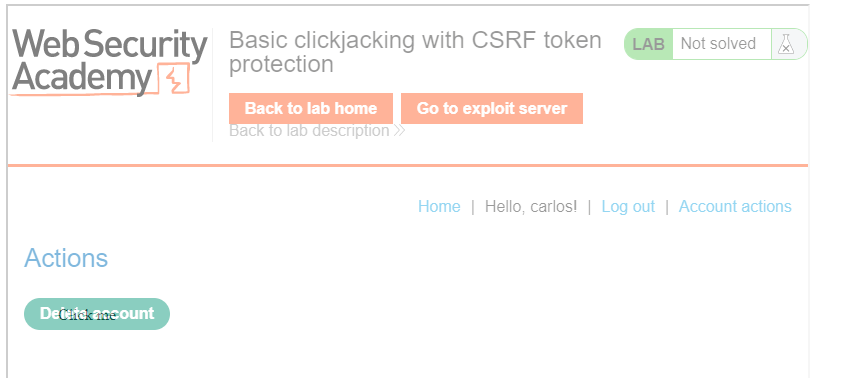 Web Security
Academy
Basic clickjacking with CSRF token
protection
LAB Not solved
Back to lab home Go to exploit server
Back to lab description
Home | Hello, carlos! | Log out | Account actions
Actions
Delete account
Click me